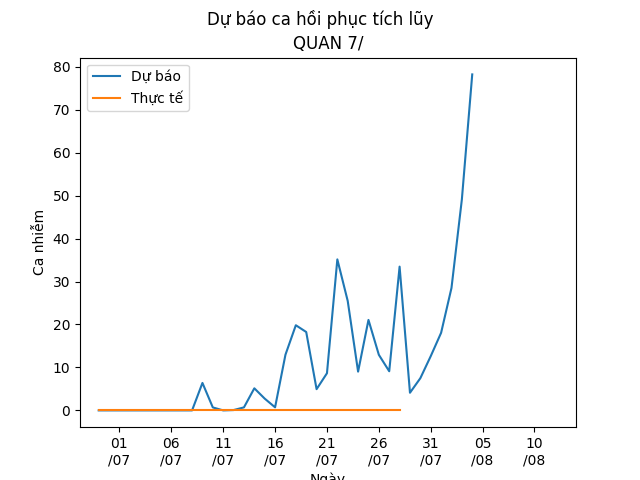 Dự báo ca hồi phục tích lũy
QUAN 7/
Dự báo
Thực tế
Ca nhiễm
80
70
60
50
40
30
20
10
0
01 06 11 16 21 26 31 05 10
/07 /07 /07 /07 /07 /07 /07 /08 /08
Ngày